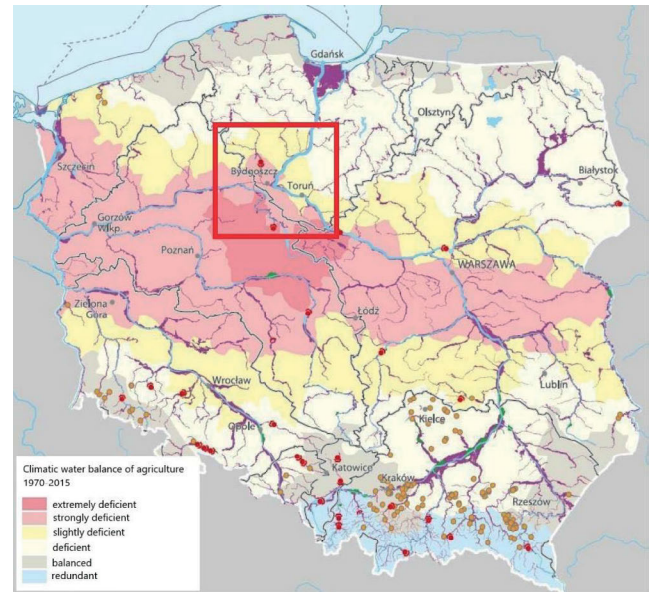 Gdańsk
Olsztyn
Szczekin
Bydgoszcz
Toruń
Białystok
Gorzów
Wlkp.
Poznań
WARSZAWA
Zielona
Góra
Łódź
Wrocław
Lublin
Opole
Kielce
Katowice
Kraków
Rzeszów
Climatic water balance of agriculture
1970-2015
extremely deficient
strongly deficient
slightly deficient
deficient
balanced
redundant